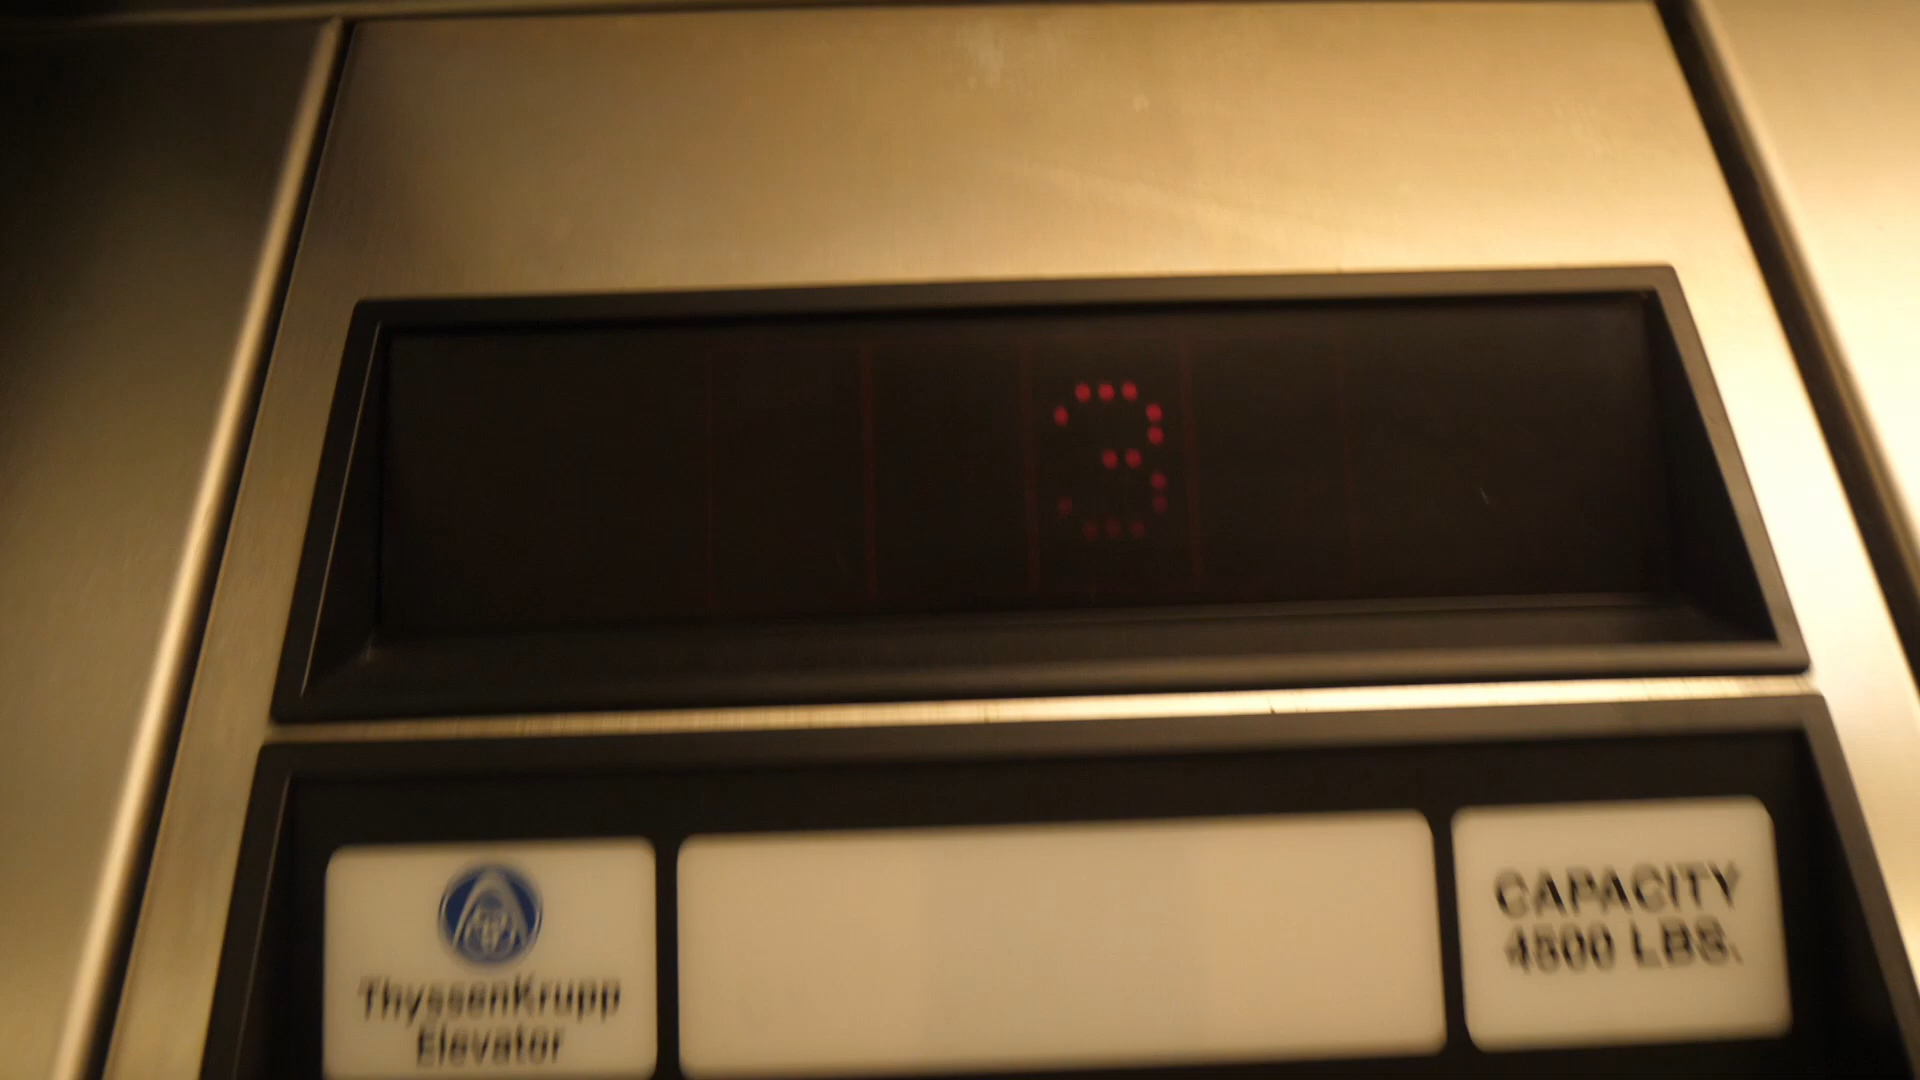 3
ThyssenKrupp
Elevator
CAPACITY
4500 LBS.